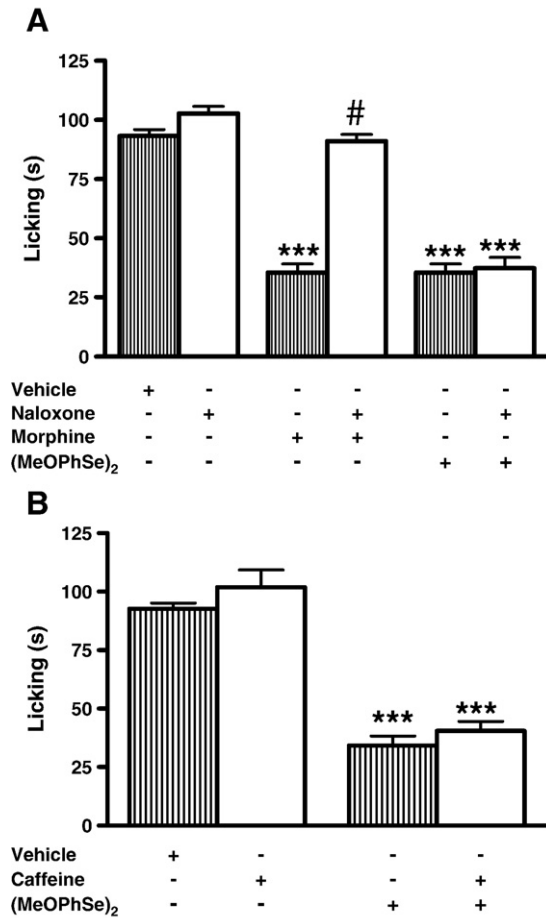 A
125
100
75
50
25
0
Licking (s)
#
***
*** ***
Vehicle + - - - - -
Naloxone - + - + - +
Morphine - - + + - -
(MeOPhSe)₂ - - - - + +
B
125
100
75
50
25
0
Licking (s)
*** ***
Vehicle + - - -
Caffeine - + - +
(MeOPhSe)₂ - - + +